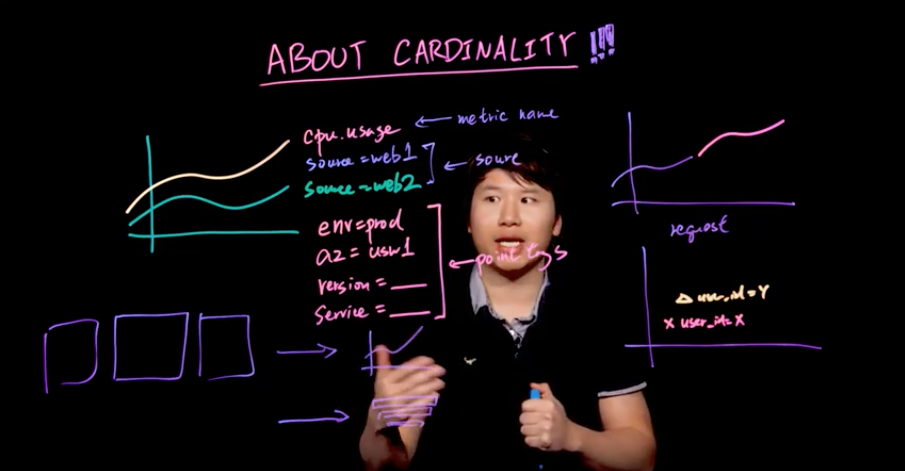 ABOUT CARDINALITY !!!
cpu.usage ← metric name
source = web1
← soure
source = web2
env=prod
az = usw1
← point tags
version = ___
service = ___
request
△ user_id = Y
x user_id= X